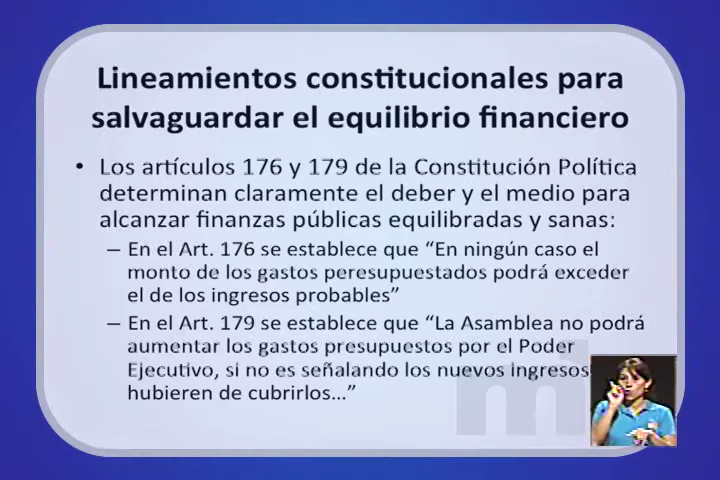 Lineamientos constitucionales para
salvaguardar el equilibrio financiero
• Los artículos 176 y 179 de la Constitución Política
determinan claramente el deber y el medio para
alcanzar finanzas públicas equilibradas y sanas:
– En el Art. 176 se establece que “En ningún caso el
monto de los gastos peresupuestados podrá exceder
el de los ingresos probables”
– En el Art. 179 se establece que “La Asamblea no podrá
aumentar los gastos presupuestos por el Poder
Ejecutivo, si no es señalando los nuevos ingresos
hubieren de cubrirlos…”